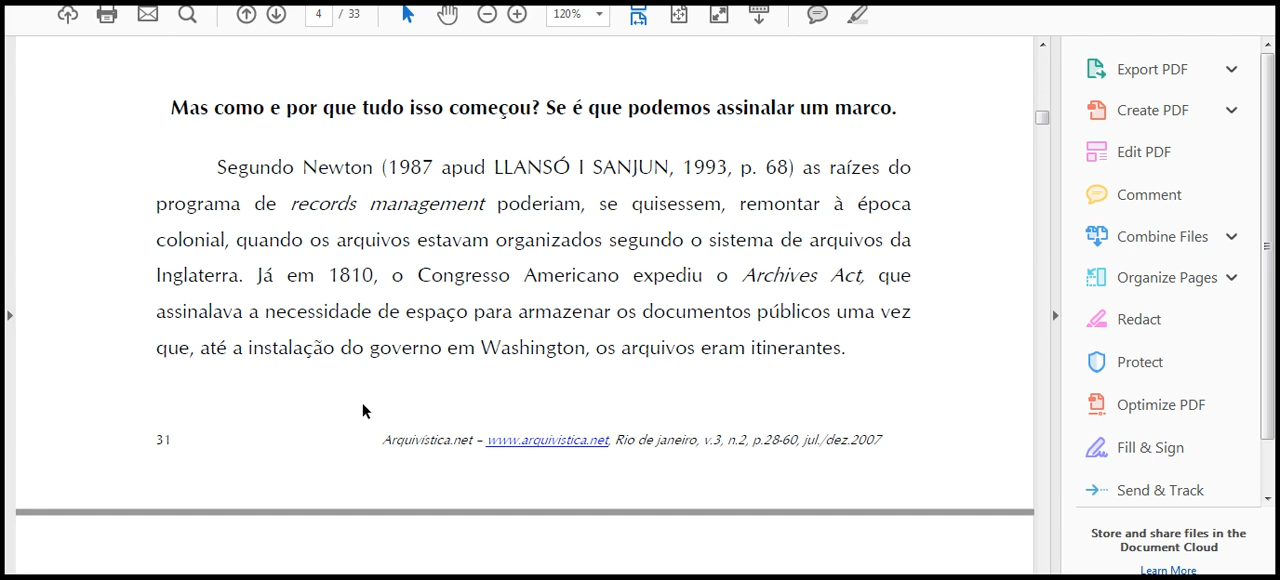 4 / 33
120%
Mas como e por que tudo isso começou? Se é que podemos assinalar um marco.
Segundo Newton (1987 apud LLANSÓ I SANJUN, 1993, p. 68) as raízes do
programa de records management poderiam, se quisessem, remontar à época
colonial, quando os arquivos estavam organizados segundo o sistema de arquivos da
Inglaterra. Já em 1810, o Congresso Americano expediu o Archives Act, que
assinalava a necessidade de espaço para armazenar os documentos públicos uma vez
que, até a instalação do governo em Washington, os arquivos eram itinerantes.
31
Arquivística.net – www.arquivistica.net, Rio de janeiro, v.3, n.2, p.28-60, jul./dez.2007
Export PDF
Create PDF
Edit PDF
Comment
Combine Files
Organize Pages
Redact
Protect
Optimize PDF
Fill & Sign
Send & Track
Store and share files in the
Document Cloud
Learn More